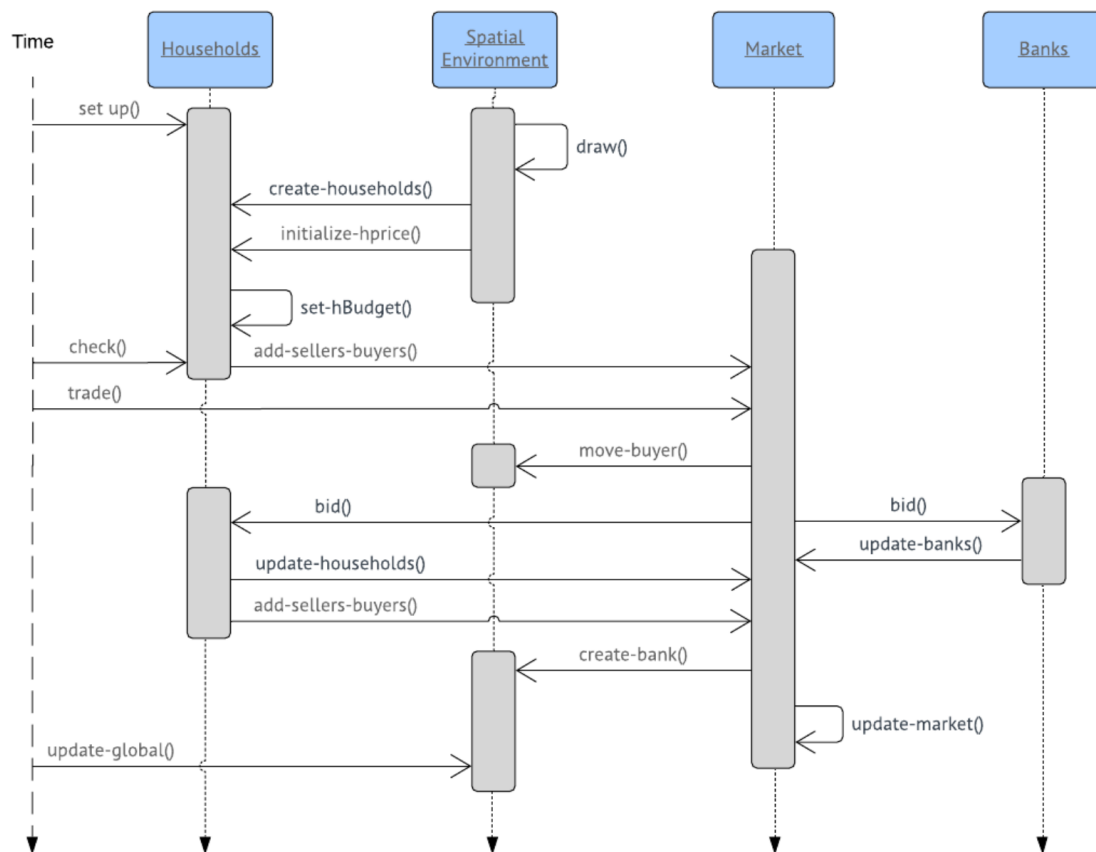 Time
Households
Spatial
Environment
Market
Banks
set up()
draw()
create-households()
initialize-hprice()
set-hBudget()
check()
add-sellers-buyers()
trade()
move-buyer()
bid()
bid()
update-banks()
update-households()
add-sellers-buyers()
create-bank()
update-market()
update-global()